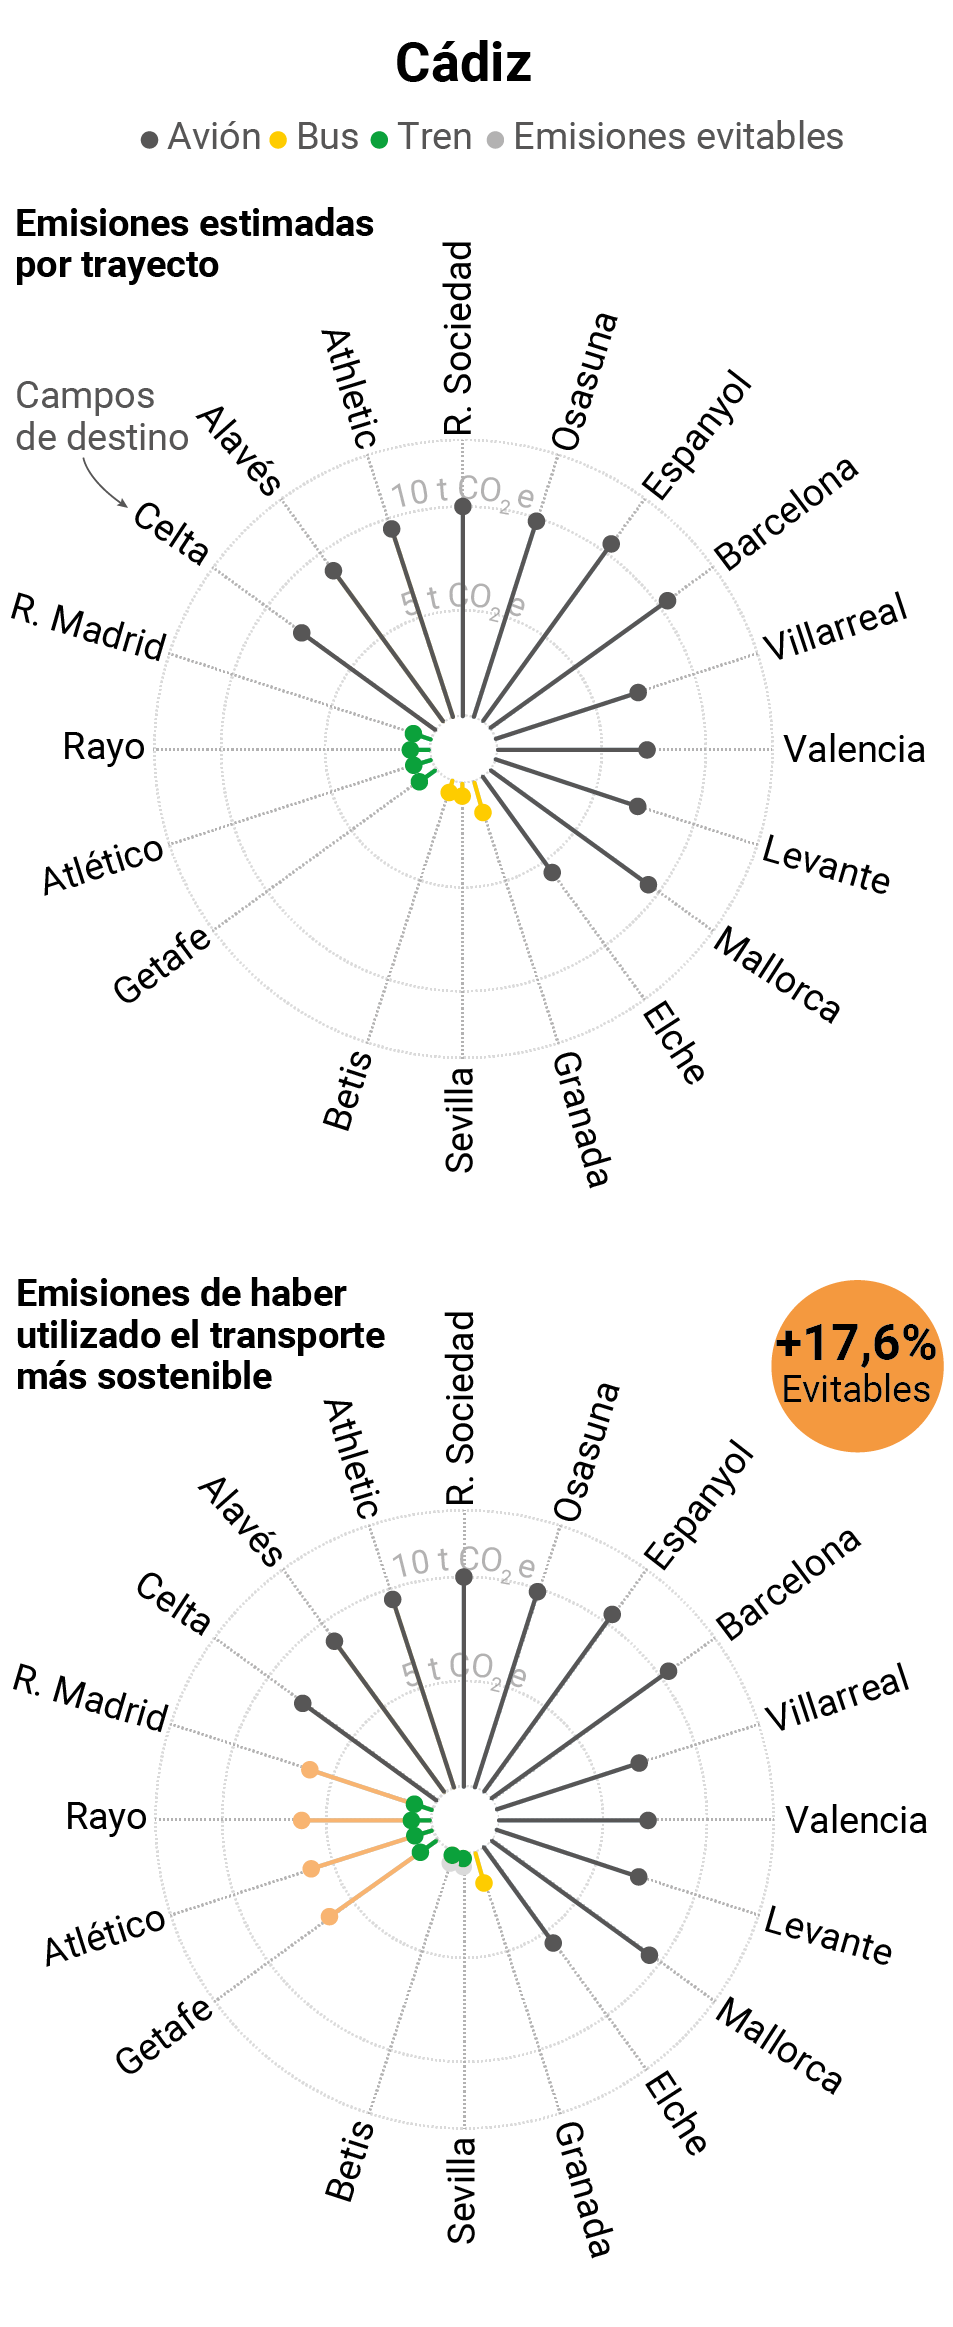 Cádiz
Avión Bus Tren Emisiones evitables
Emisiones estimadas
por trayecto
Campos
de destino
R. Sociedad
Osasuna
Espanyol
Barcelona
Villarreal
Valencia
Levante
Mallorca
Elche
Granada
Sevilla
Betis
Getafe
Atlético
Rayo
R. Madrid
Celta
Alavés
Athletic
10 t CO2 e
5 t CO2 e
Emisiones de haber
utilizado el transporte
más sostenible
+17,6%
Evitables
R. Sociedad
Osasuna
Espanyol
Barcelona
Villarreal
Valencia
Levante
Mallorca
Elche
Granada
Sevilla
Betis
Getafe
Atlético
Rayo
R. Madrid
Celta
Alavés
Athletic
10 t CO2 e
5 t CO2 e